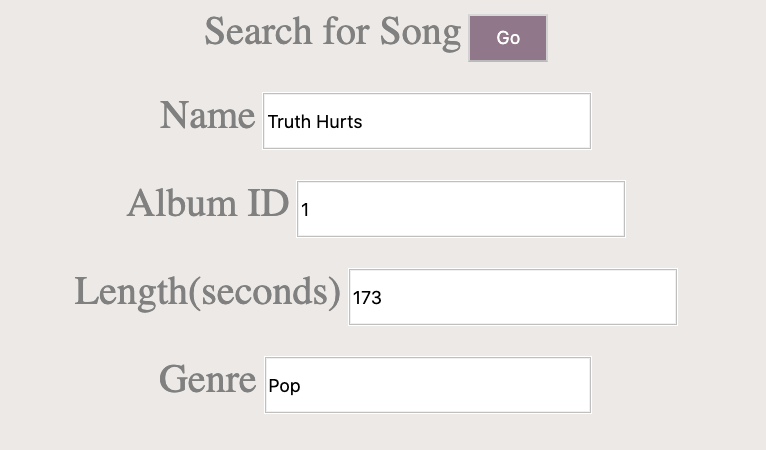 Search for Song Go
Name Truth Hurts
Album ID 1
Length(seconds) 173
Genre Pop